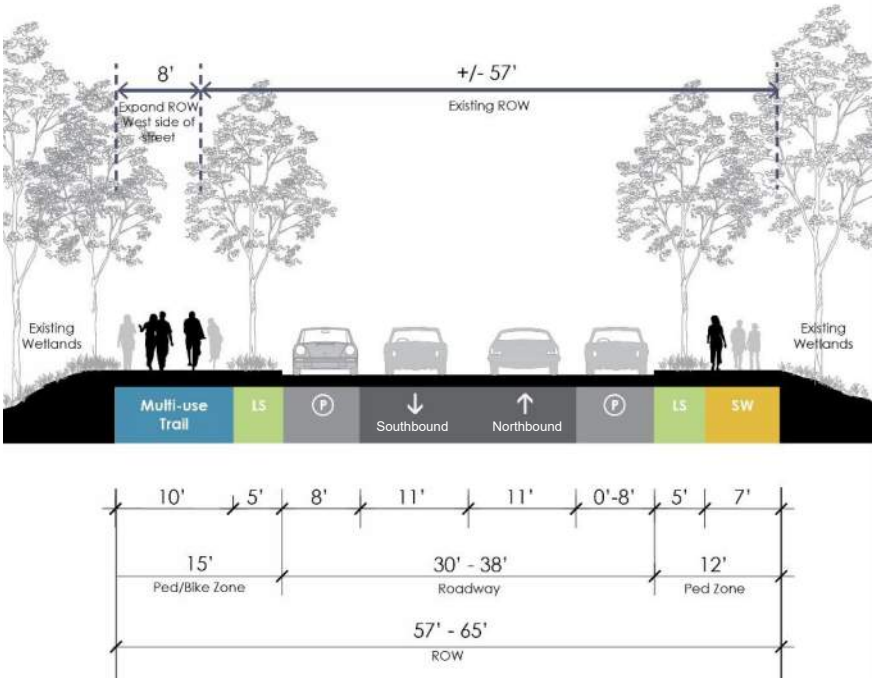 8'
+/- 57'
Expand ROW
West side of
street
Existing ROW
Existing
Wetlands
Existing
Wetlands
Multi-use
Trail
LS
P
Southbound
Northbound
P
LS
SW
10'
5'
8'
11'
11'
0'-8'
5'
7'
15'
Ped/Bike Zone
30' - 38'
Roadway
12'
Ped Zone
57' - 65'
ROW